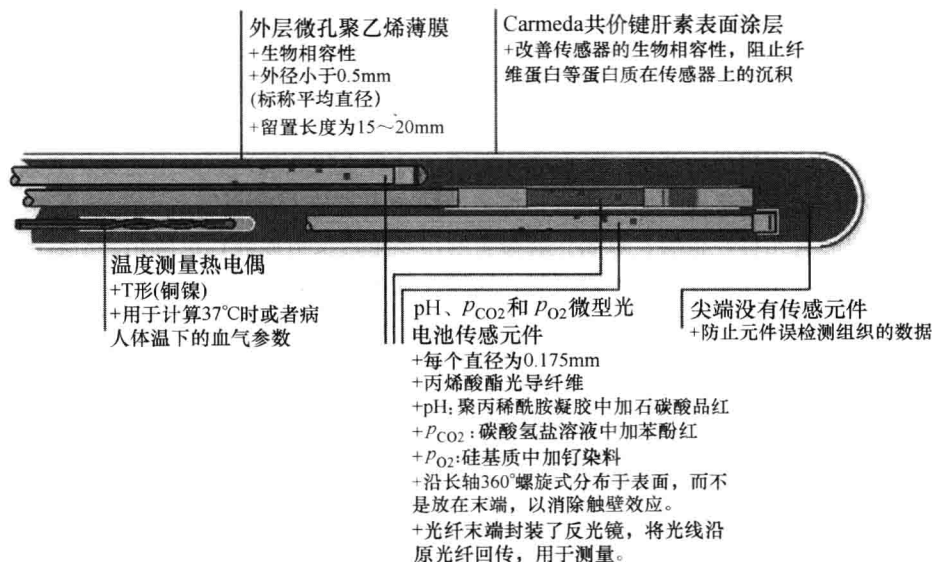 外层微孔聚乙烯薄膜
+生物相容性
+外径小于0.5mm
(标称平均直径)
+留置长度为15～20mm
Carmeda共价键肝素表面涂层
+改善传感器的生物相容性，阻止纤
维蛋白等蛋白质在传感器上的沉积
温度测量热电偶
+T形(铜镍)
+用于计算37℃时或者病
人体温下的血气参数
pH、pCO2和 pO2微型光
电池传感元件
+每个直径为0.175mm
+丙烯酸酯光导纤维
+pH: 聚丙稀酰胺凝胶中加石碳酸品红
+pCO2: 碳酸氢盐溶液中加苯酚红
+pO2:硅基质中加钌染料
+沿长轴360°螺旋式分布于表面，而不
是放在末端，以消除触壁效应。
+光纤末端封装了反光镜，将光线沿
原光纤回传，用于测量。
尖端没有传感元件
+防止元件误检测组织的数据